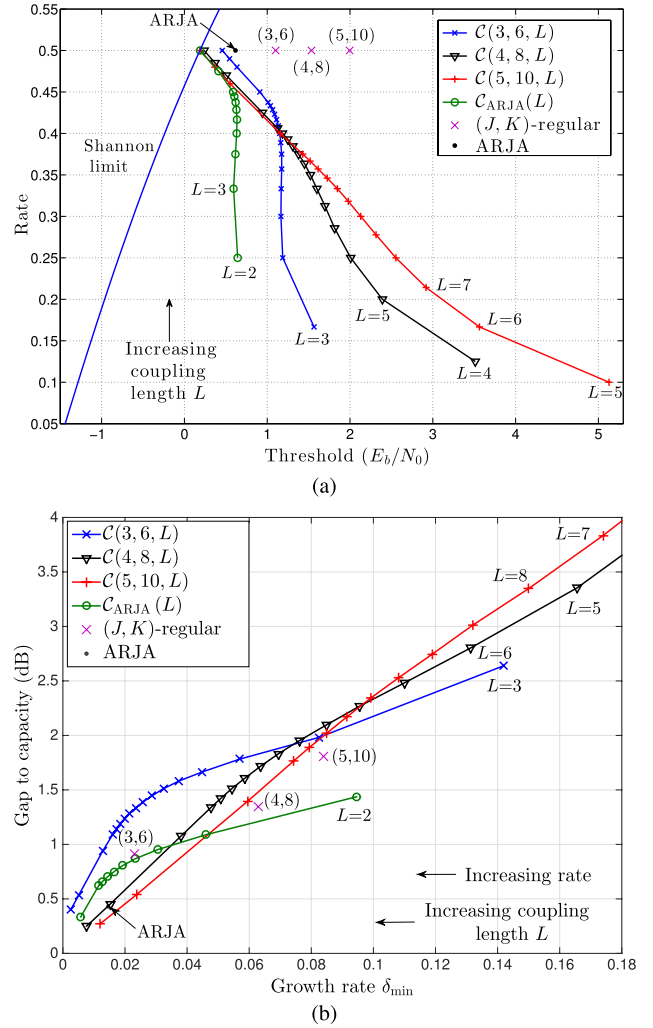 0.55
0.5
0.45
0.4
0.35
0.3
0.25
0.2
0.15
0.1
0.05
Rate
ARJA
(3,6)
(4,8)
(5,10)
C(3, 6, L)
C(4, 8, L)
C(5, 10, L)
C_ARJA(L)
(J, K)-regular
ARJA
Shannon
limit
L=3
L=2
Increasing
coupling
length L
L=3
L=5
L=4
L=7
L=6
L=5
−1 0 1 2 3 4 5
Threshold (E_b/N_0)
(a)
4
3.5
3
2.5
2
1.5
1
0.5
0
Gap to capacity (dB)
C(3, 6, L)
C(4, 8, L)
C(5, 10, L)
C_ARJA(L)
(J, K)-regular
ARJA
L=7
L=8
L=5
L=6
L=3
(5,10)
(4,8)
(3,6)
L=2
ARJA
Increasing rate
Increasing coupling
length L
0 0.02 0.04 0.06 0.08 0.1 0.12 0.14 0.16 0.18
Growth rate δ_min
(b)